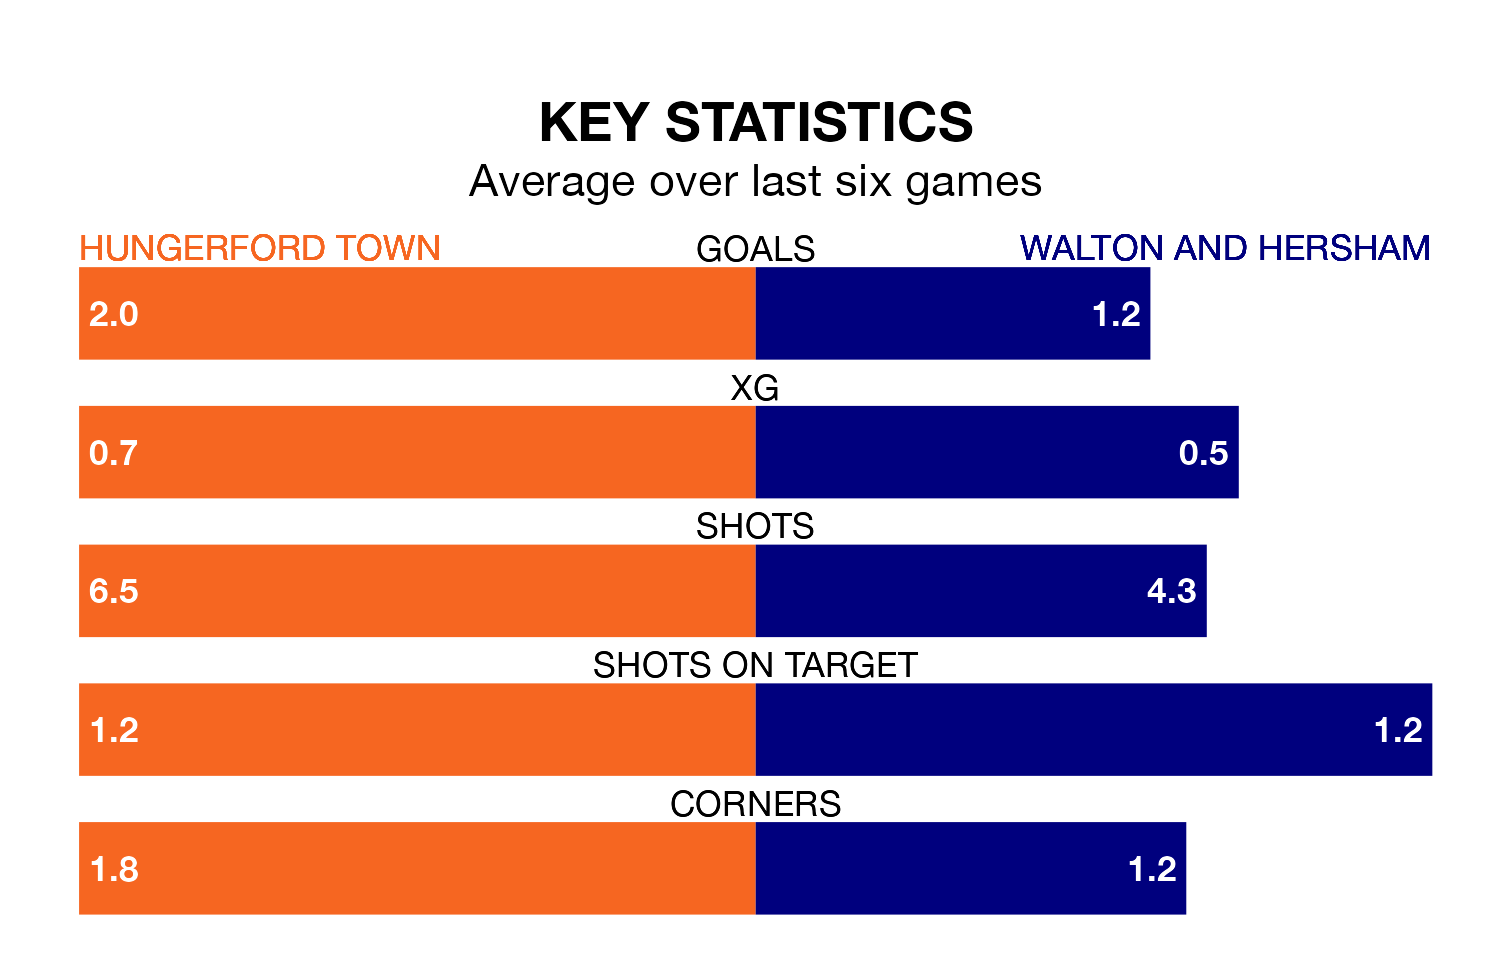 KEY STATISTICS
Average over last six games
HUNGERFORD TOWN GOALS WALTON AND HERSHAM
2.0 1.2
XG
0.7 0.5
SHOTS
6.5 4.3
SHOTS ON TARGET
1.2 1.2
CORNERS
1.8 1.2